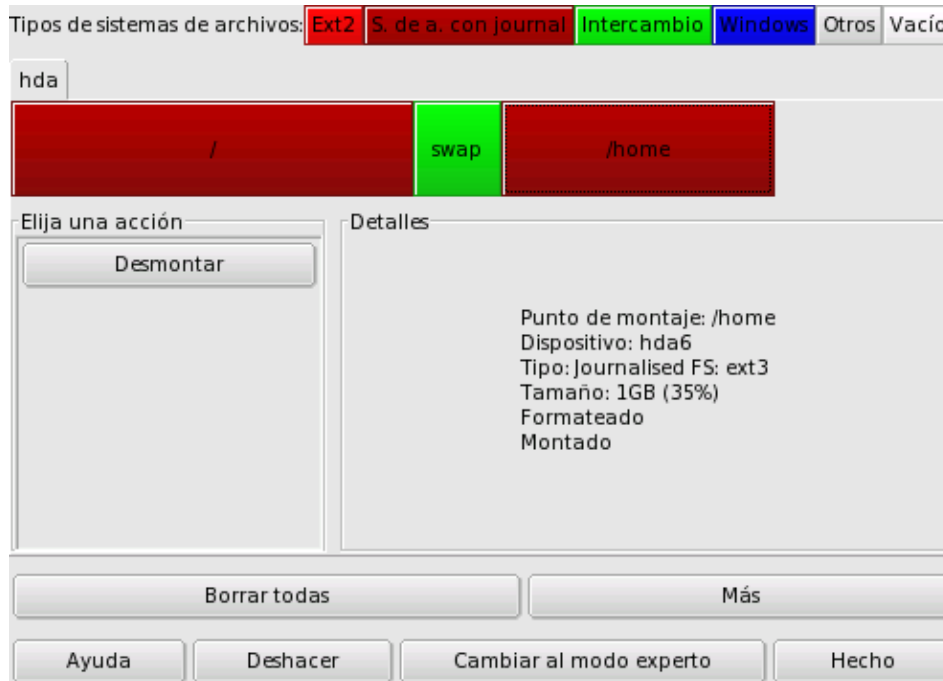 Tipos de sistemas de archivos: Ext2 S. de a. con journal Intercambio Windows Otros Vacío
hda
/ swap /home
Elija una acción Detalles
Desmontar
Punto de montaje: /home
Dispositivo: hda6
Tipo: Journalised FS: ext3
Tamaño: 1GB (35%)
Formateado
Montado
Borrar todas Más
Ayuda Deshacer Cambiar al modo experto Hecho